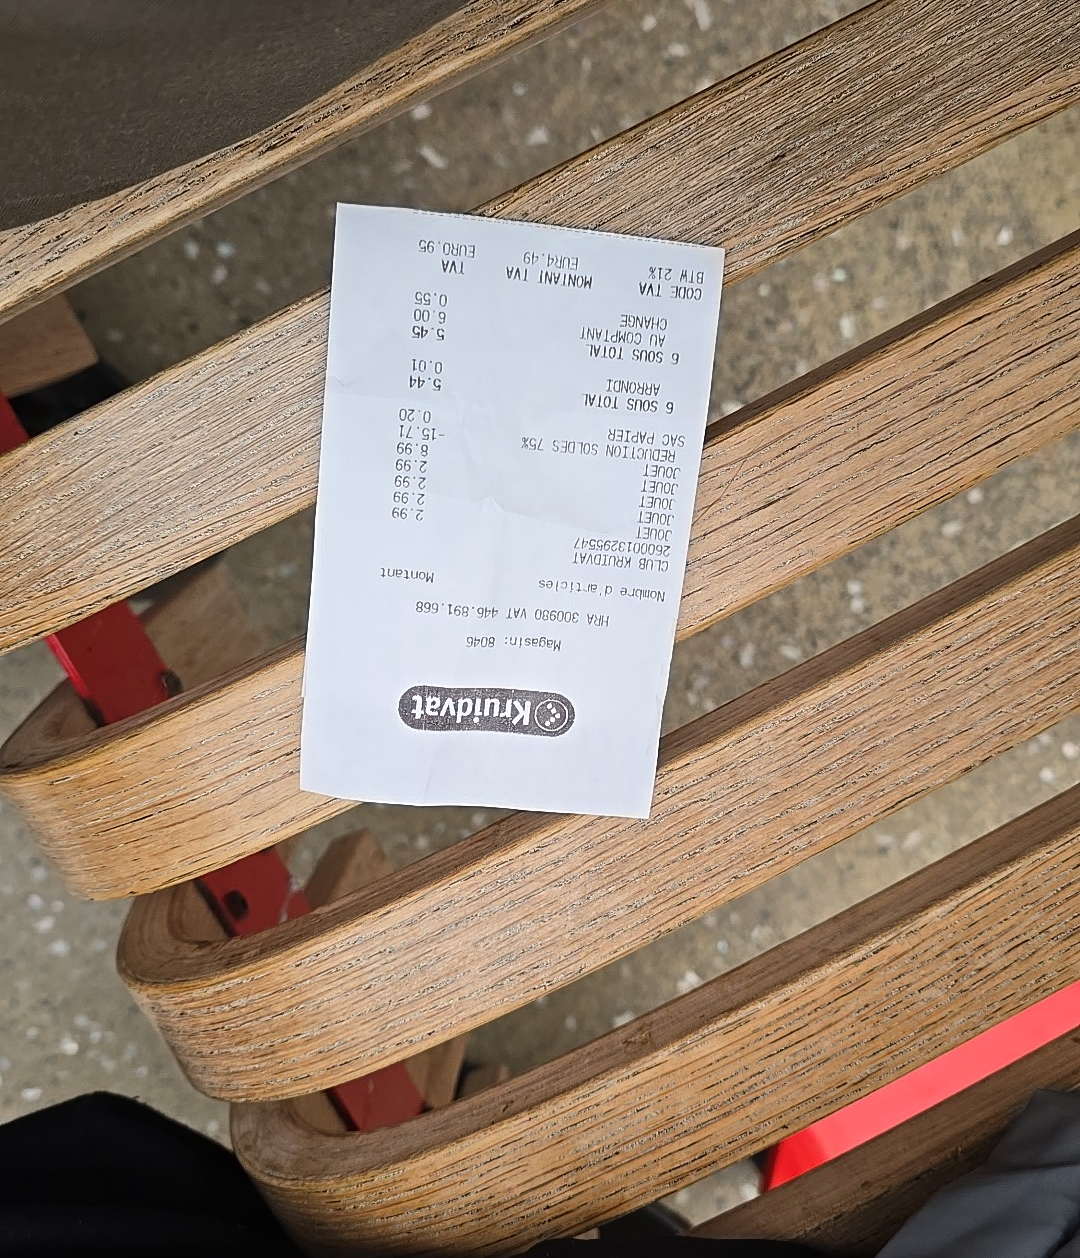 Kruidvat
Magasin: 8046
HRA 300980 VAT 446.891.668
Nombre d'articles Montant
CLUB KRUIDVAT
2600013295547
JOUET 2.99
JOUET 2.99
JOUET 2.99
JOUET 2.99
JOUET 8.99
REDUCTION SOLDES 75% -15.71
SAC PAPIER 0.20
6 SOUS TOTAL 5.44
ARRONDI 0.01
6 SOUS TOTAL 5.45
AU COMPTANT 6.00
CHANGE 0.55
CODE TVA MONTANT TVA TVA
BTW 21% EUR4.49 EUR0.95